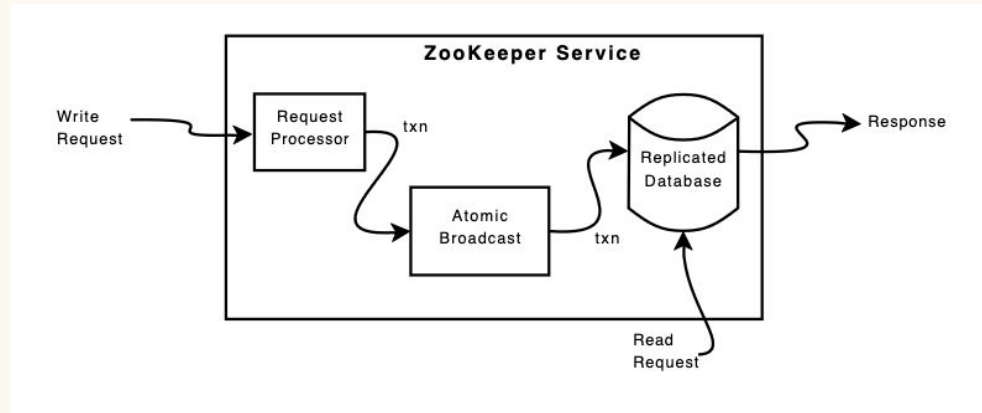 ZooKeeper Service
Write
Request
Request
Processor
txn
Atomic
Broadcast
txn
Replicated
Database
Response
Read
Request